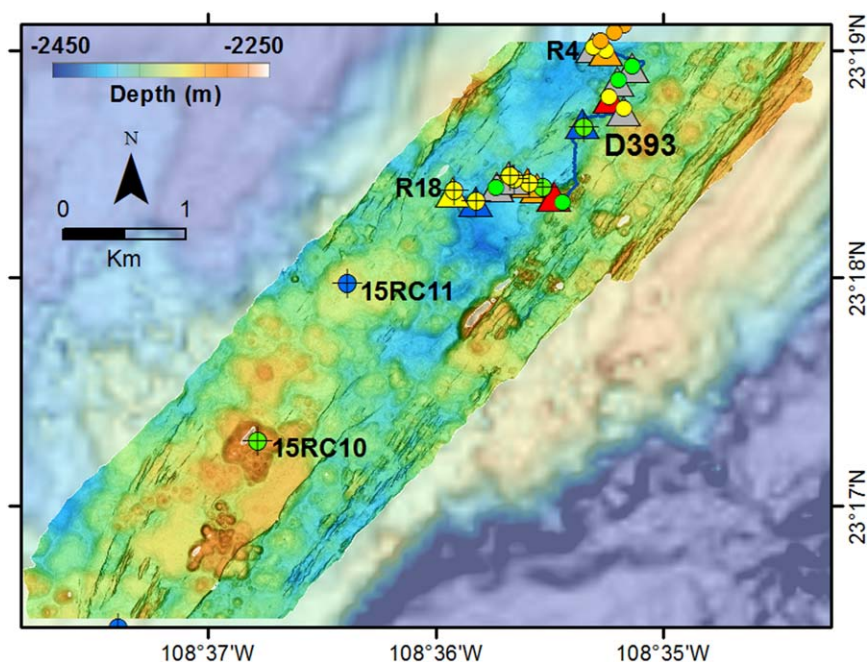 -2450 -2250
Depth (m)
N
0 1
Km
R4
D393
R18
15RC11
15RC10
23°19'N
23°18'N
23°17'N
108°37'W 108°36'W 108°35'W